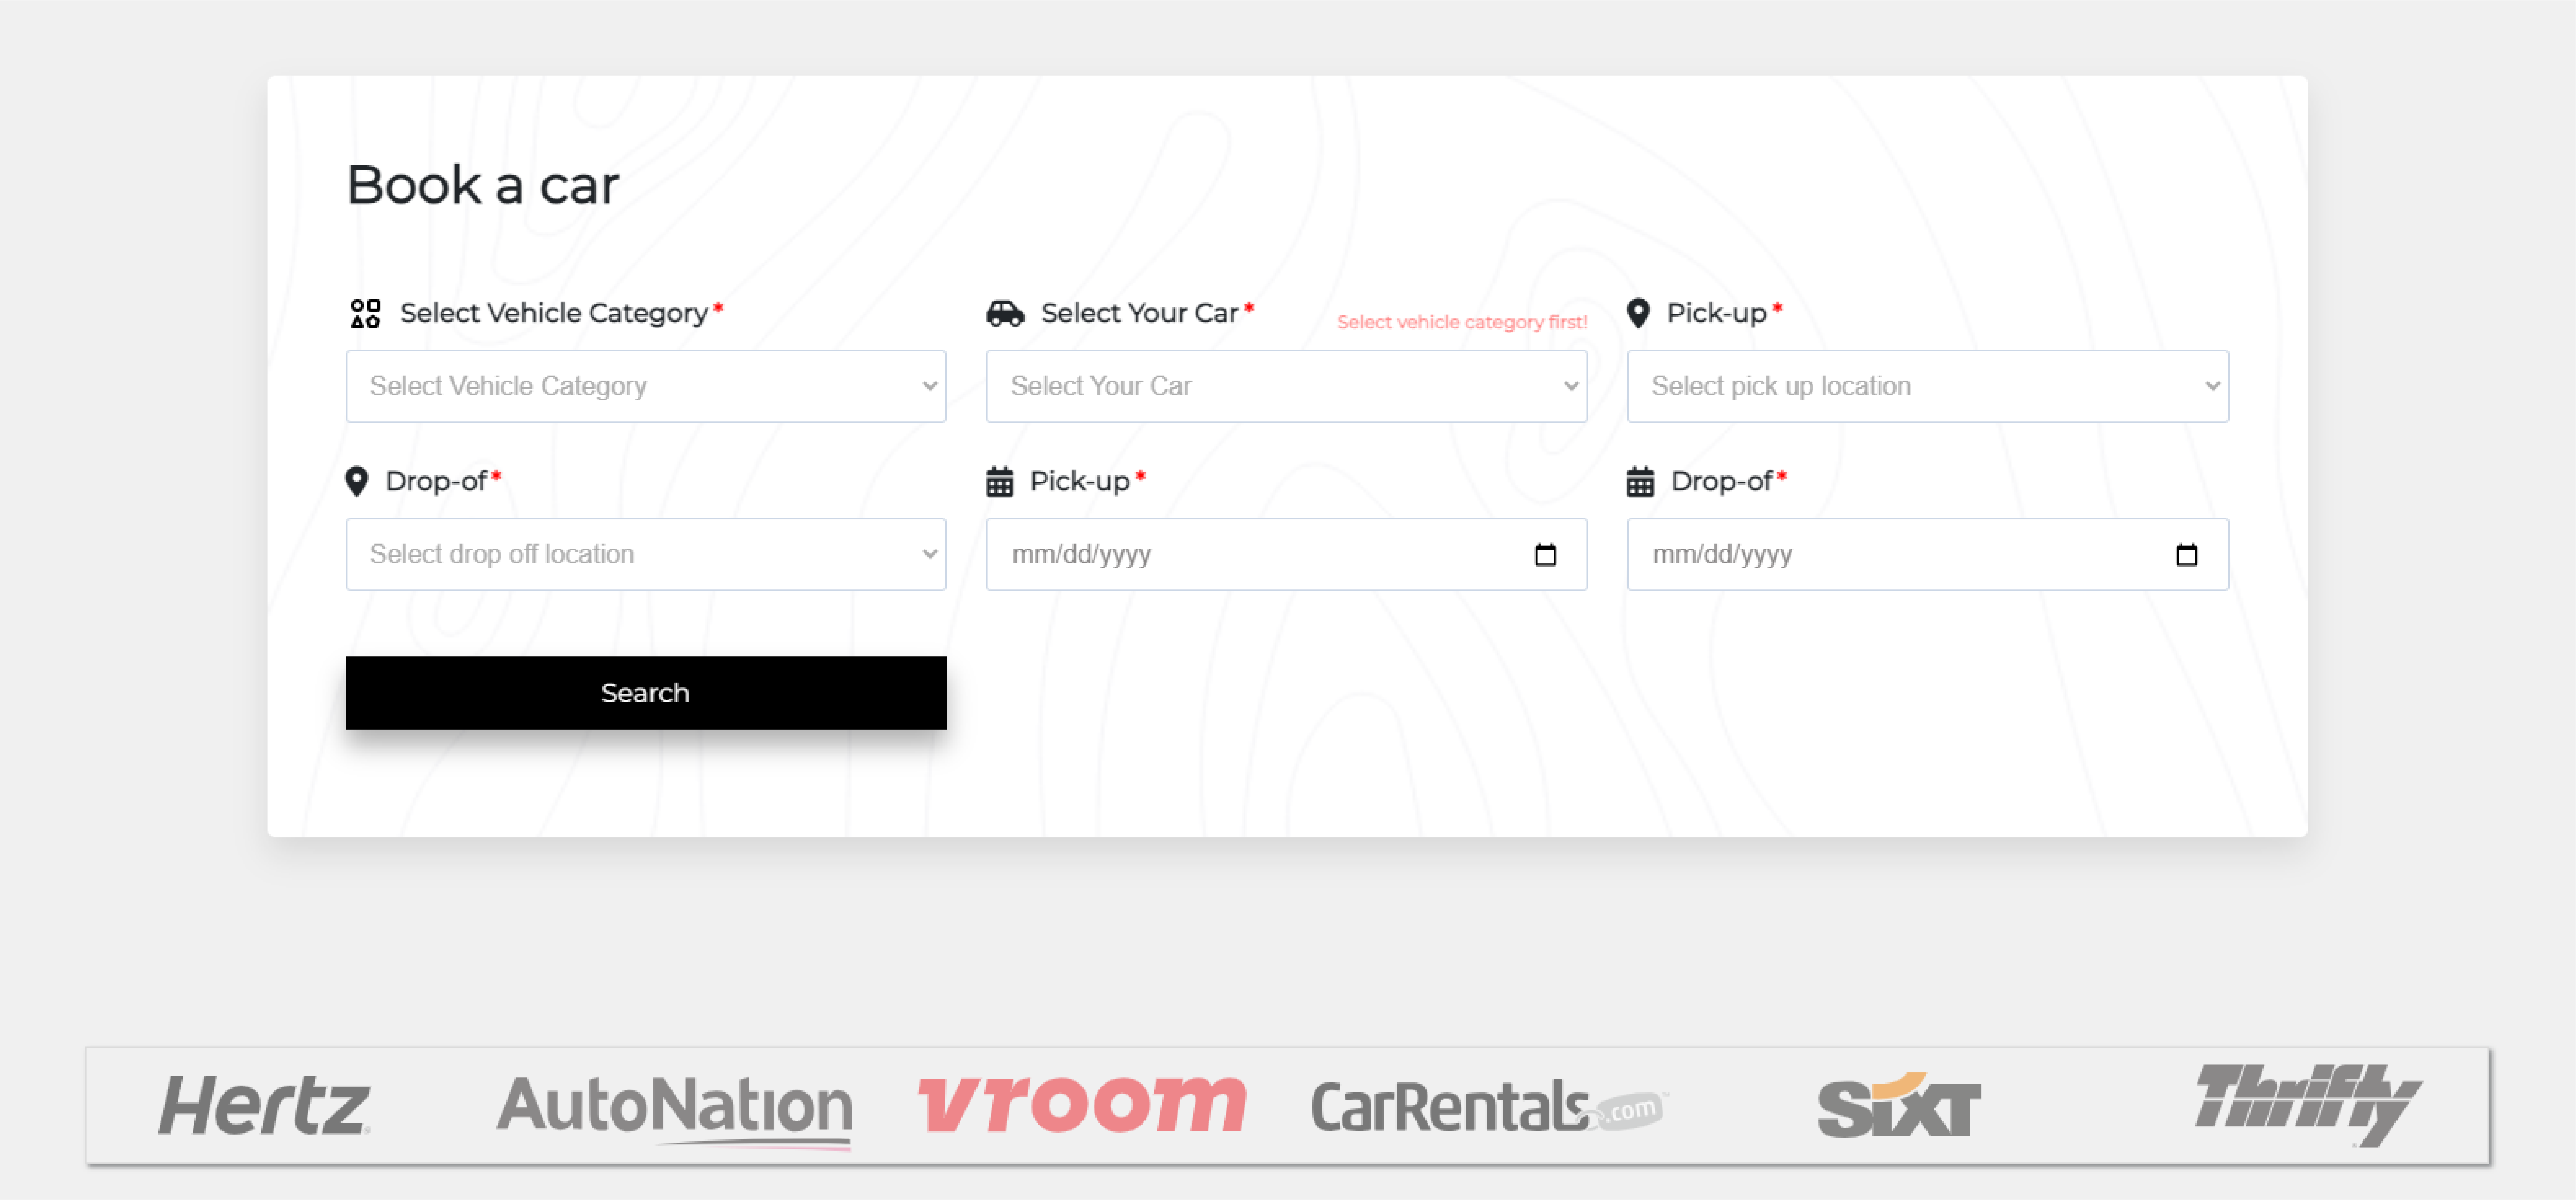 Book a car
Select Vehicle Category*
Select Your Car*
Select vehicle category first!
Pick-up*
Select Vehicle Category
Select Your Car
Select pick up location
Drop-of*
Pick-up*
Drop-of*
Select drop off location
mm/dd/yyyy
mm/dd/yyyy
Search
Hertz
AutoNation
vroom
CarRentals.com
SiXT
Thrifty